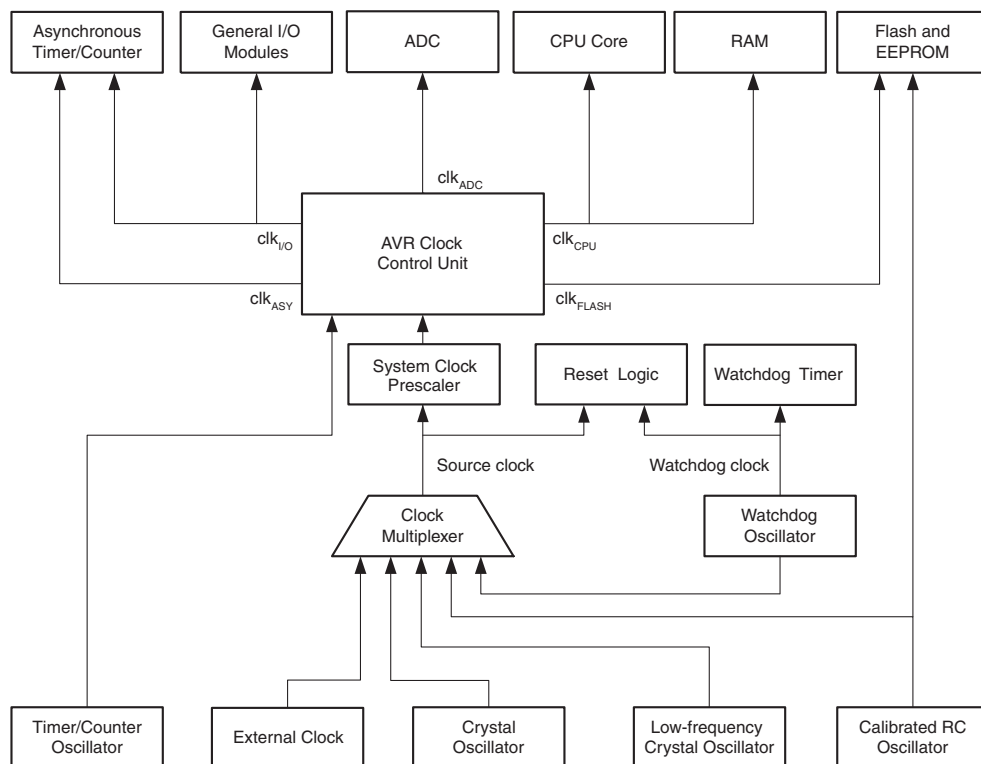 Asynchronous
Timer/Counter
General I/O
Modules
ADC
CPU Core
RAM
Flash and
EEPROM
clkADC
clkI/O
AVR Clock
Control Unit
clkCPU
clkASY
clkFLASH
System Clock
Prescaler
Reset Logic
Watchdog Timer
Source clock
Watchdog clock
Clock
Multiplexer
Watchdog
Oscillator
Timer/Counter
Oscillator
External Clock
Crystal
Oscillator
Low-frequency
Crystal Oscillator
Calibrated RC
Oscillator